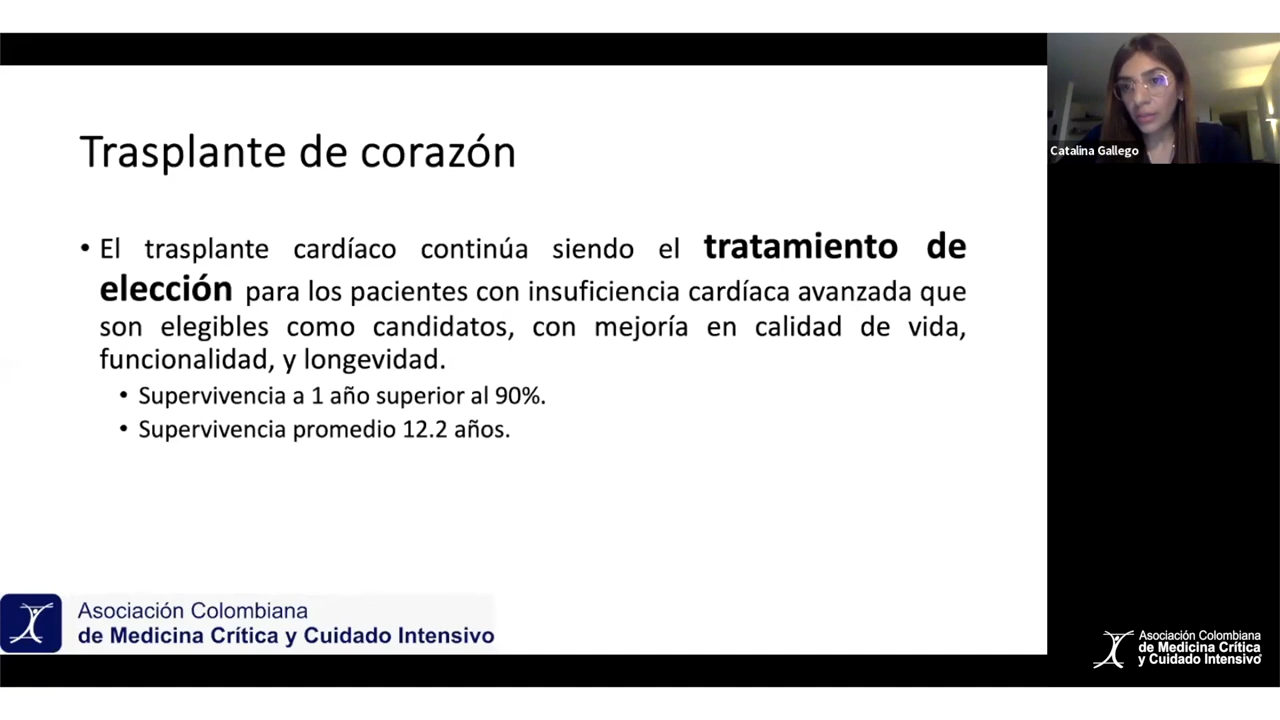 Trasplante de corazón
• El trasplante cardíaco continúa siendo el tratamiento de
elección para los pacientes con insuficiencia cardíaca avanzada que
son elegibles como candidatos, con mejoría en calidad de vida,
funcionalidad, y longevidad.
• Supervivencia a 1 año superior al 90%.
• Supervivencia promedio 12.2 años.
Asociación Colombiana
de Medicina Crítica y Cuidado Intensivo
Catalina Gallego
Asociación Colombiana
de Medicina Crítica
y Cuidado Intensivo